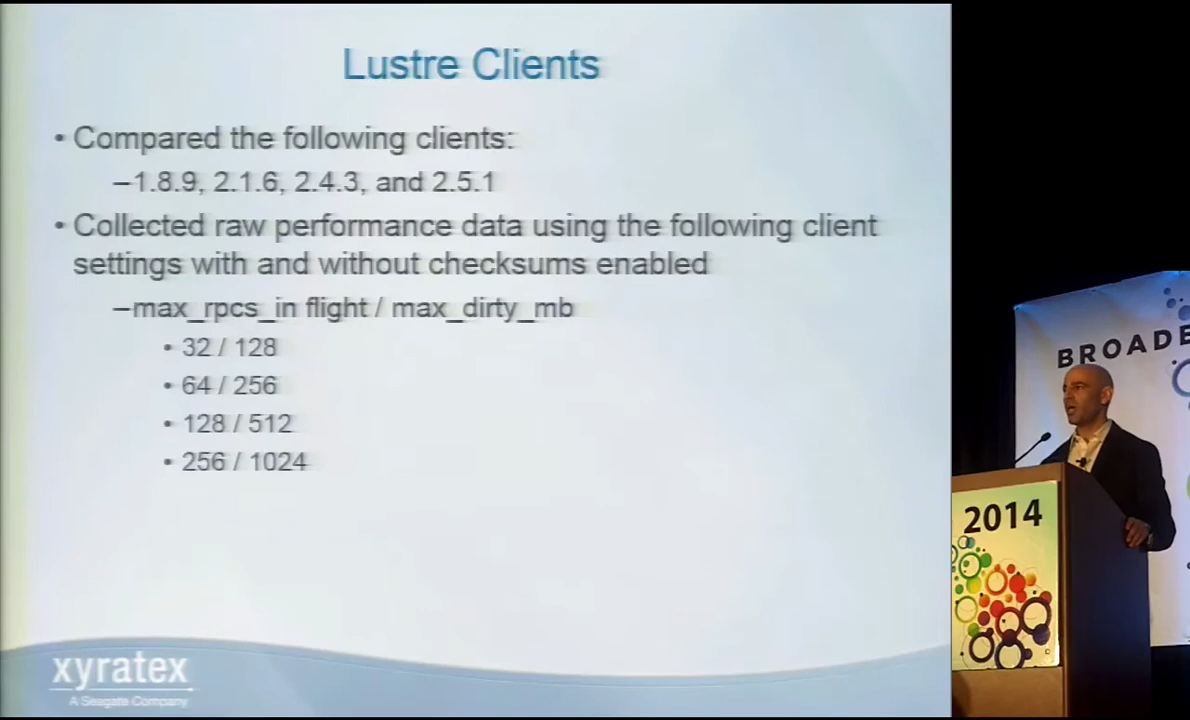 Lustre Clients
• Compared the following clients:
–1.8.9, 2.1.6, 2.4.3, and 2.5.1
• Collected raw performance data using the following client
settings with and without checksums enabled
–max_rpcs_in flight / max_dirty_mb
• 32 / 128
• 64 / 256
• 128 / 512
• 256 / 1024
xyratex
A Seagate Company
BROADE
2014